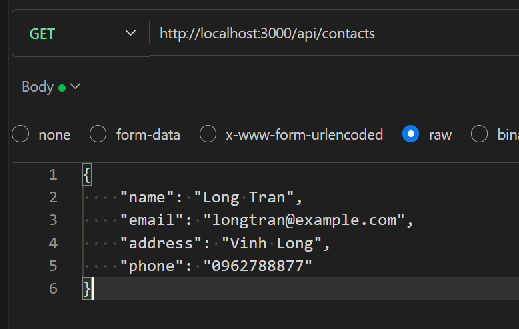 GET http://localhost:3000/api/contacts
Body
none form-data x-www-form-urlencoded raw
1 {
2 "name": "Long Tran",
3 "email": "longtran@example.com",
4 "address": "Vinh Long",
5 "phone": "0962788877"
6 }